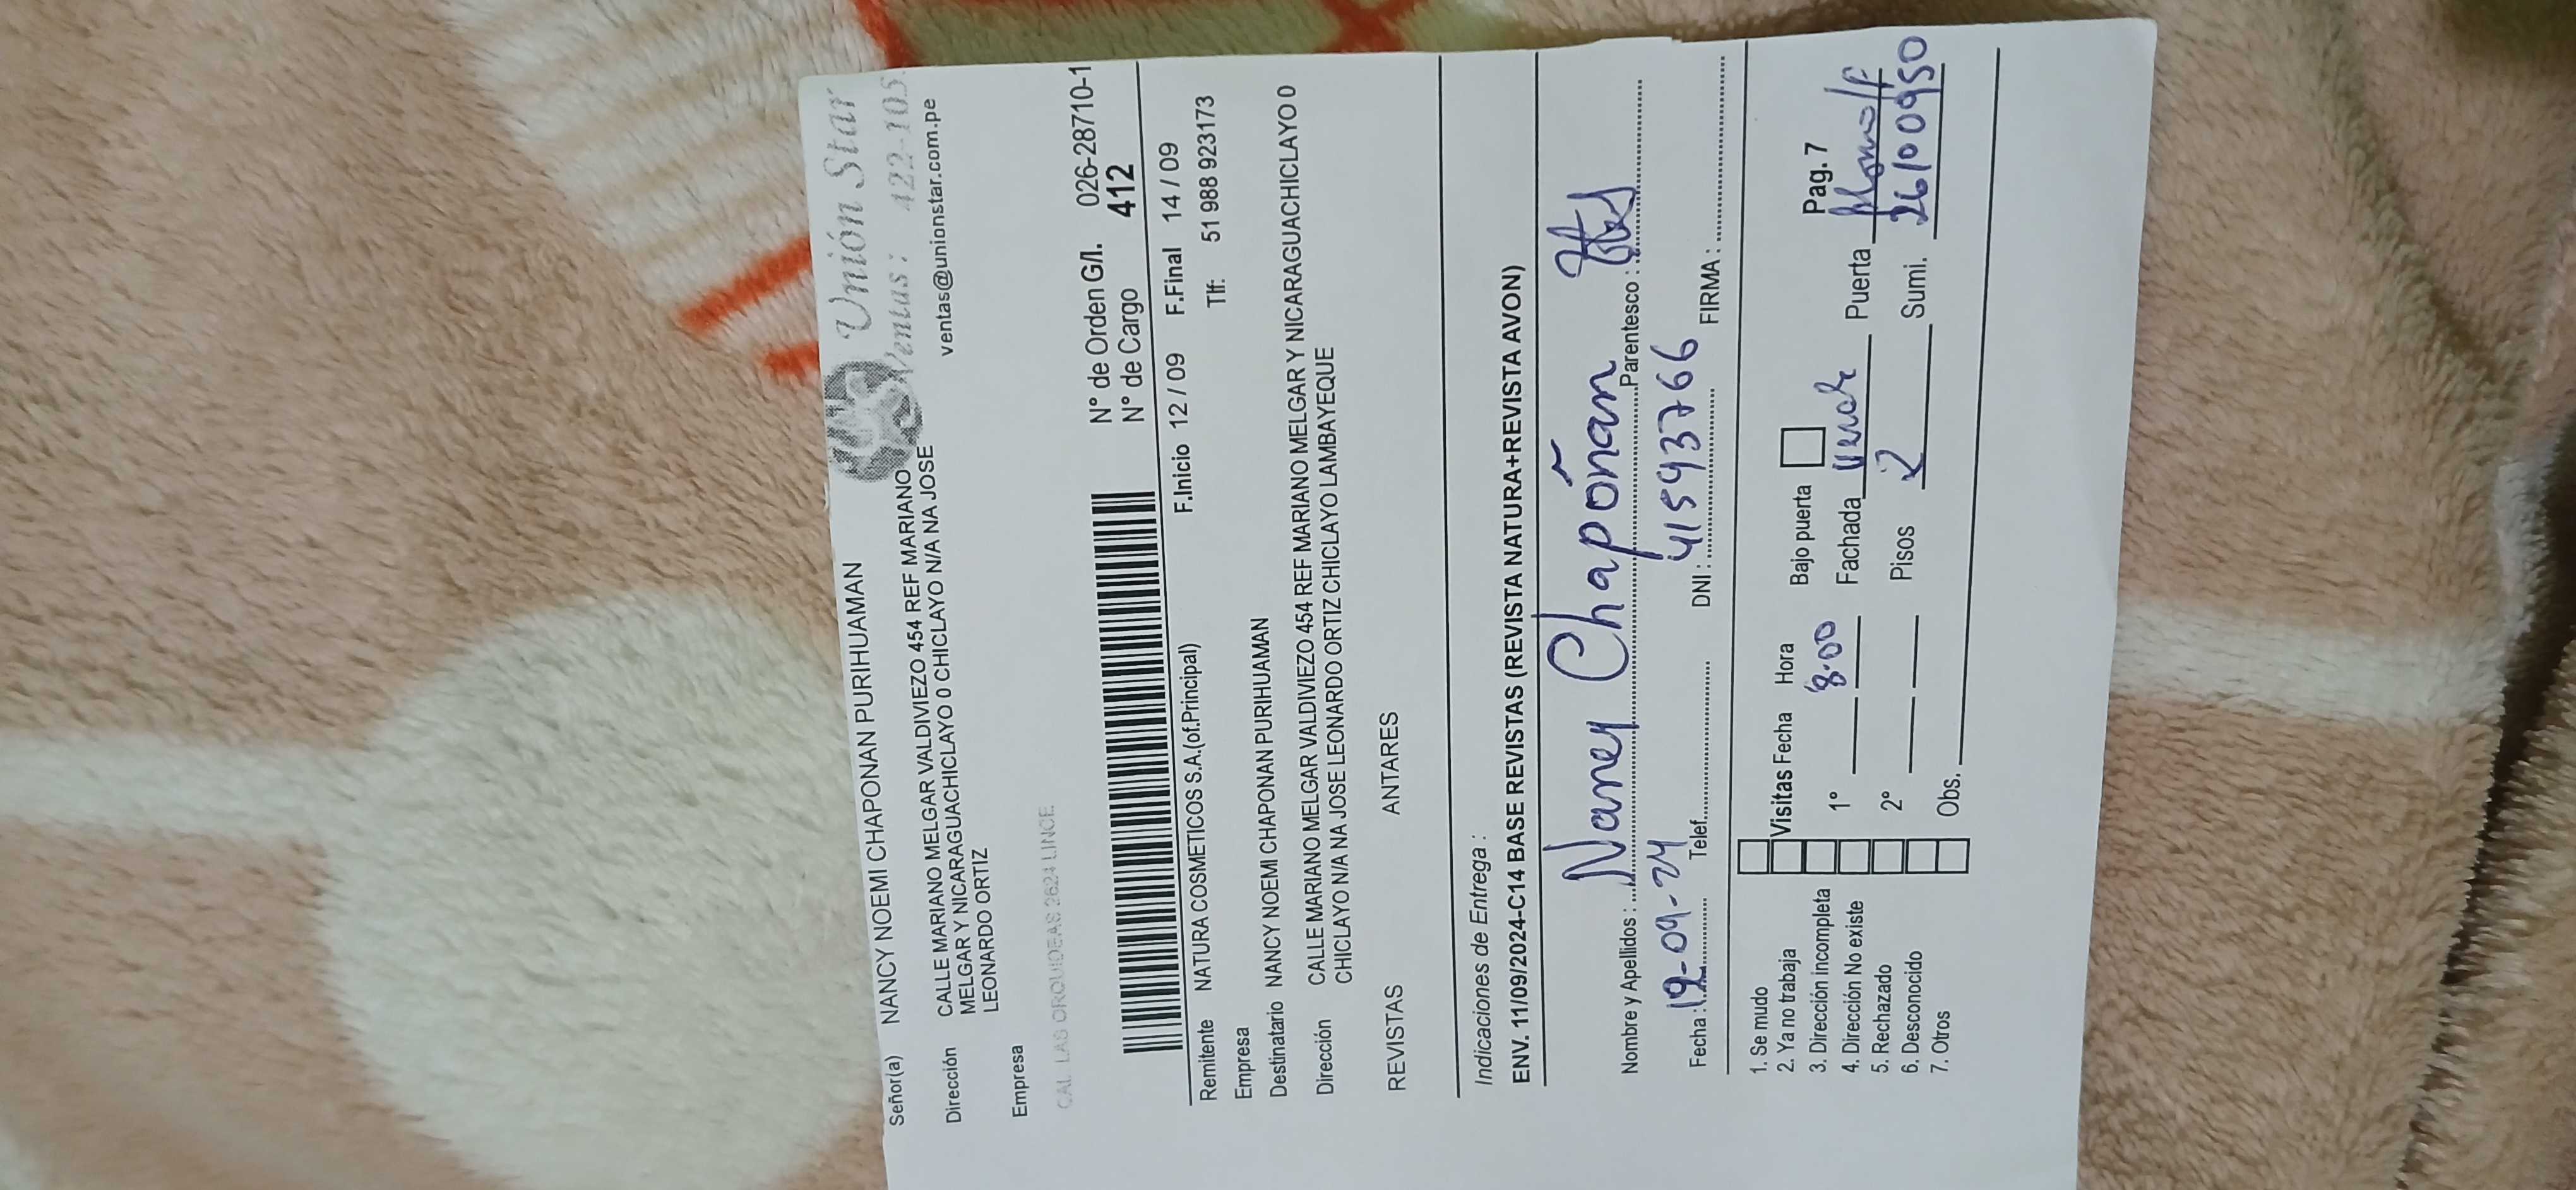 Unión Star
Ventas: 422-105
ventas@unionstar.com.pe
Señor(a) NANCY NOEMI CHAPONAN PURIHUAMAN
Dirección CALLE MARIANO MELGAR VALDIVIEZO 454 REF MARIANO
MELGAR Y NICARAGUACHICLAYO 0 CHICLAYO N/A NA JOSE
LEONARDO ORTIZ
Empresa
CAL LAS ORQUIDEAS 2624 LINCE
N° de Orden G/I. 026-28710-1
N° de Cargo 412
F.Inicio 12 / 09 F.Final 14 / 09
Remitente NATURA COSMETICOS S.A.(of.Principal) Tlf: 51 988 923173
Empresa
Destinatario NANCY NOEMI CHAPONAN PURIHUAMAN
Dirección CALLE MARIANO MELGAR VALDIVIEZO 454 REF MARIANO MELGAR Y NICARAGUACHICLAYO 0
CHICLAYO N/A NA JOSE LEONARDO ORTIZ CHICLAYO LAMBAYEQUE
REVISTAS ANTARES
Indicaciones de Entrega :
ENV. 11/09/2024-C14 BASE REVISTAS (REVISTA NATURA+REVISTA AVON)
Nombre y Apellidos : Nancy Chapoñan Parentesco :
Fecha : 12-09-24 Telef. DNI : 41593766 FIRMA :
1. Se mudo
2. Ya no trabaja
3. Dirección incompleta
4. Dirección No existe
5. Rechazado
6. Desconocido
7. Otros
Visitas Fecha Hora Bajo puerta Pag. 7
1° 8:00 Fachada Puerta
2° Pisos 2 Sumi. 26100950
Obs.